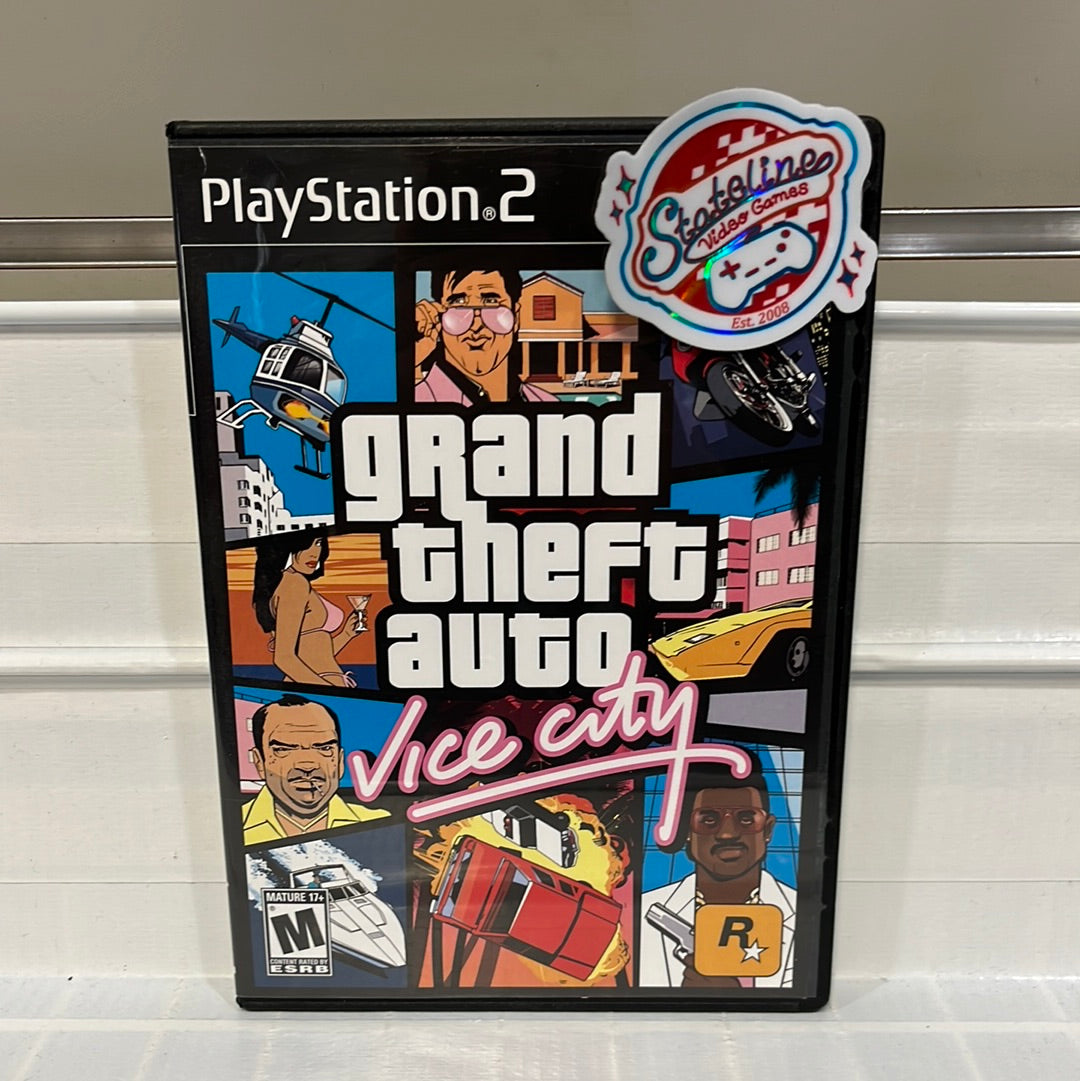 PlayStation®2
Stateline
Video Games
Est. 2008
grand
theft
auto
Vice City
MATURE 17+
M
®
CONTENT RATED BY
ESRB
R